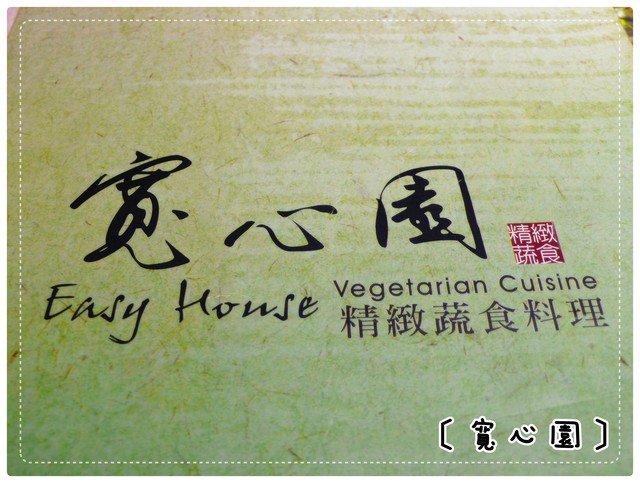 寬心園
精緻
蔬食
Easy House
Vegetarian Cuisine
精緻蔬食料理
〔寬心園〕